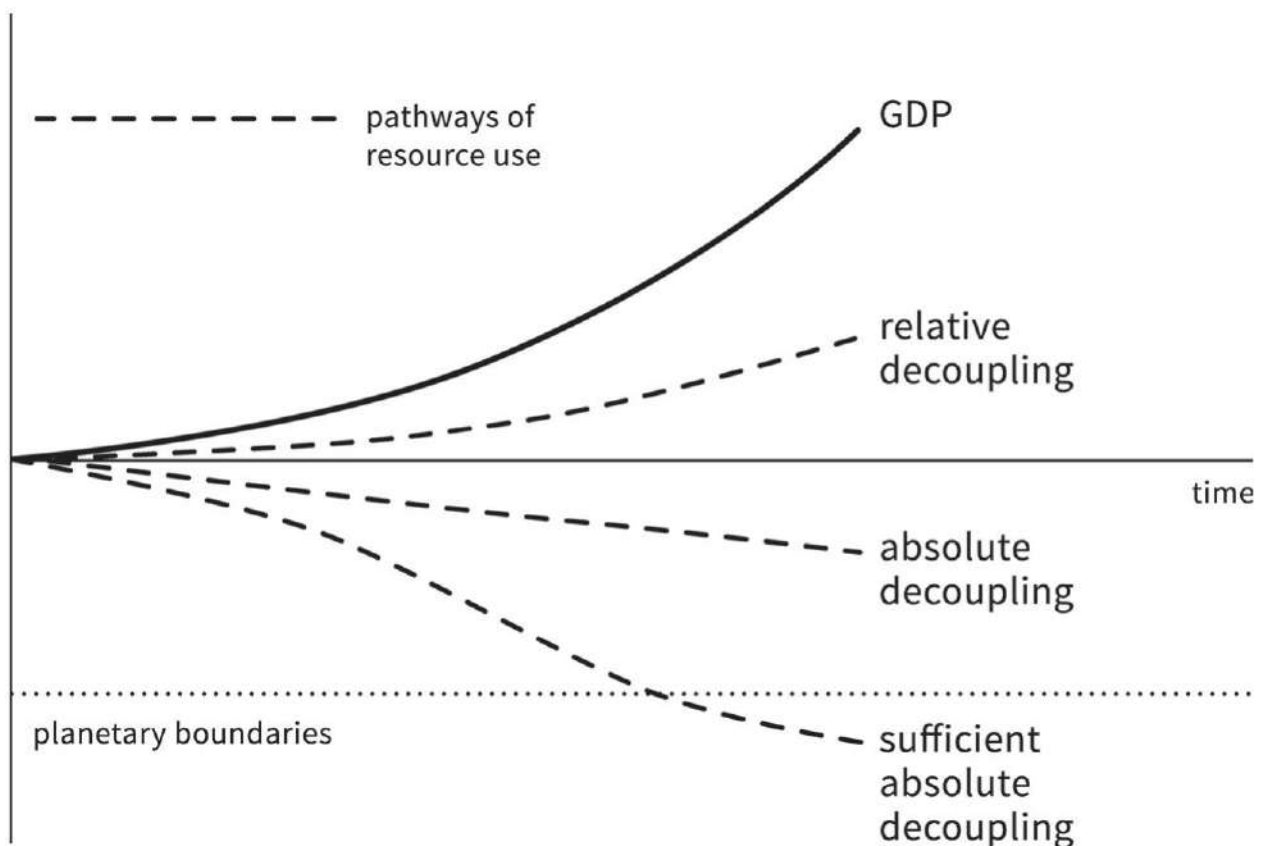 pathways of
resource use
GDP
relative
decoupling
time
absolute
decoupling
planetary boundaries
sufficient
absolute
decoupling